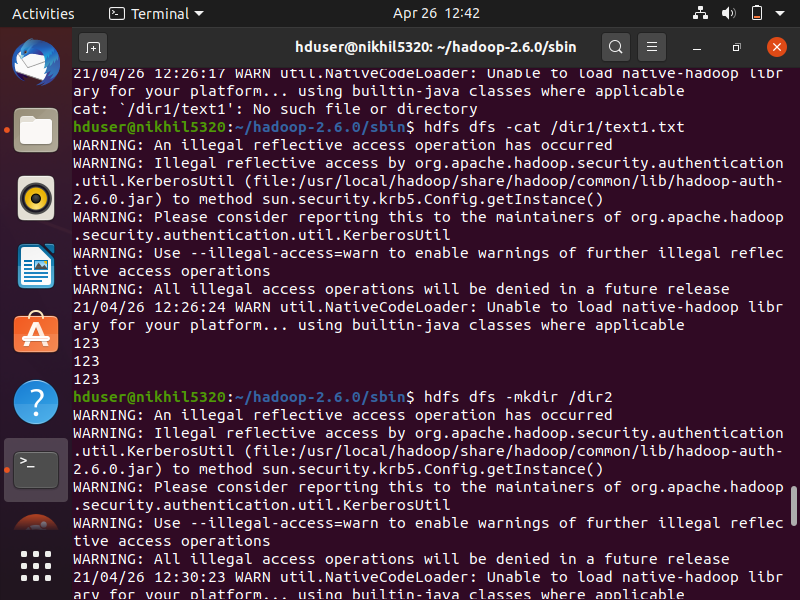 Activities
Terminal
Apr 26 12:42
hduser@nikhil5320: ~/hadoop-2.6.0/sbin
21/04/26 12:26:17 WARN util.NativeCodeLoader: Unable to load native-hadoop libr
ary for your platform... using builtin-java classes where applicable
cat: `/dir1/text1': No such file or directory
hduser@nikhil5320:~/hadoop-2.6.0/sbin$ hdfs dfs -cat /dir1/text1.txt
WARNING: An illegal reflective access operation has occurred
WARNING: Illegal reflective access by org.apache.hadoop.security.authentication
.util.KerberosUtil (file:/usr/local/hadoop/share/hadoop/common/lib/hadoop-auth-
2.6.0.jar) to method sun.security.krb5.Config.getInstance()
WARNING: Please consider reporting this to the maintainers of org.apache.hadoop
.security.authentication.util.KerberosUtil
WARNING: Use --illegal-access=warn to enable warnings of further illegal reflec
tive access operations
WARNING: All illegal access operations will be denied in a future release
21/04/26 12:26:24 WARN util.NativeCodeLoader: Unable to load native-hadoop libr
ary for your platform... using builtin-java classes where applicable
123
123
123
hduser@nikhil5320:~/hadoop-2.6.0/sbin$ hdfs dfs -mkdir /dir2
WARNING: An illegal reflective access operation has occurred
WARNING: Illegal reflective access by org.apache.hadoop.security.authentication
.util.KerberosUtil (file:/usr/local/hadoop/share/hadoop/common/lib/hadoop-auth-
2.6.0.jar) to method sun.security.krb5.Config.getInstance()
WARNING: Please consider reporting this to the maintainers of org.apache.hadoop
.security.authentication.util.KerberosUtil
WARNING: Use --illegal-access=warn to enable warnings of further illegal reflec
tive access operations
WARNING: All illegal access operations will be denied in a future release
21/04/26 12:30:23 WARN util.NativeCodeLoader: Unable to load native-hadoop libr
ary for your platform... using builtin-java classes where applicable